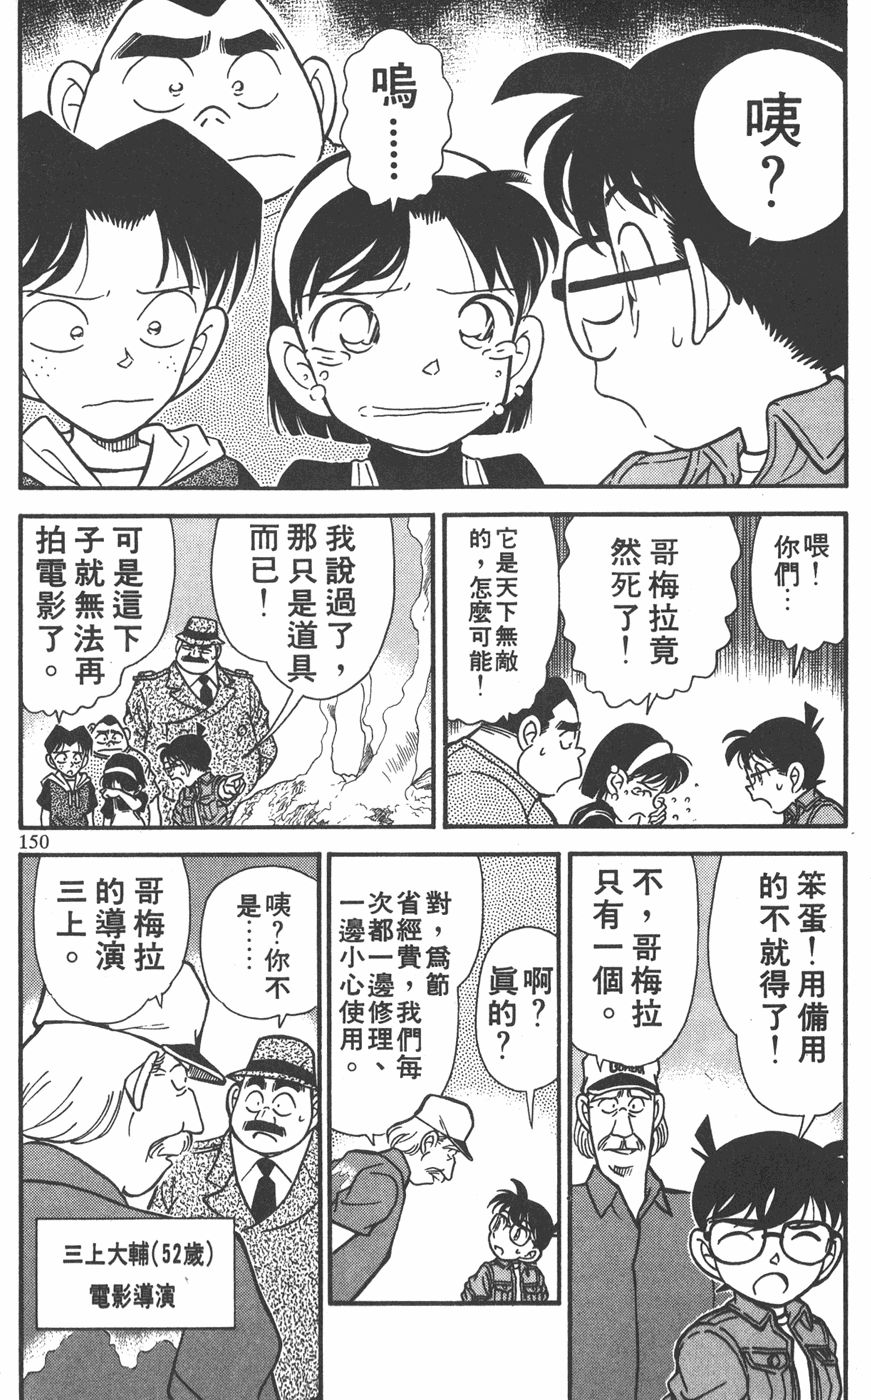 咦?
嗚……
喂!
你們…
哥梅拉竟
然死了!
它是天下無敵
的，怎麼可能!
我說過了，
那只是道具
而已!
可是這下
子就無法再
拍電影了。
150
笨蛋!用備用
的不就得了!
不，哥梅拉
只有一個。
啊?
眞的?
對，爲節
省經費，我們每
次都一邊修理、
一邊小心使用。
咦?你不
是……
哥梅拉
的導演
三上。
三上大輔(52歲)
電影導演